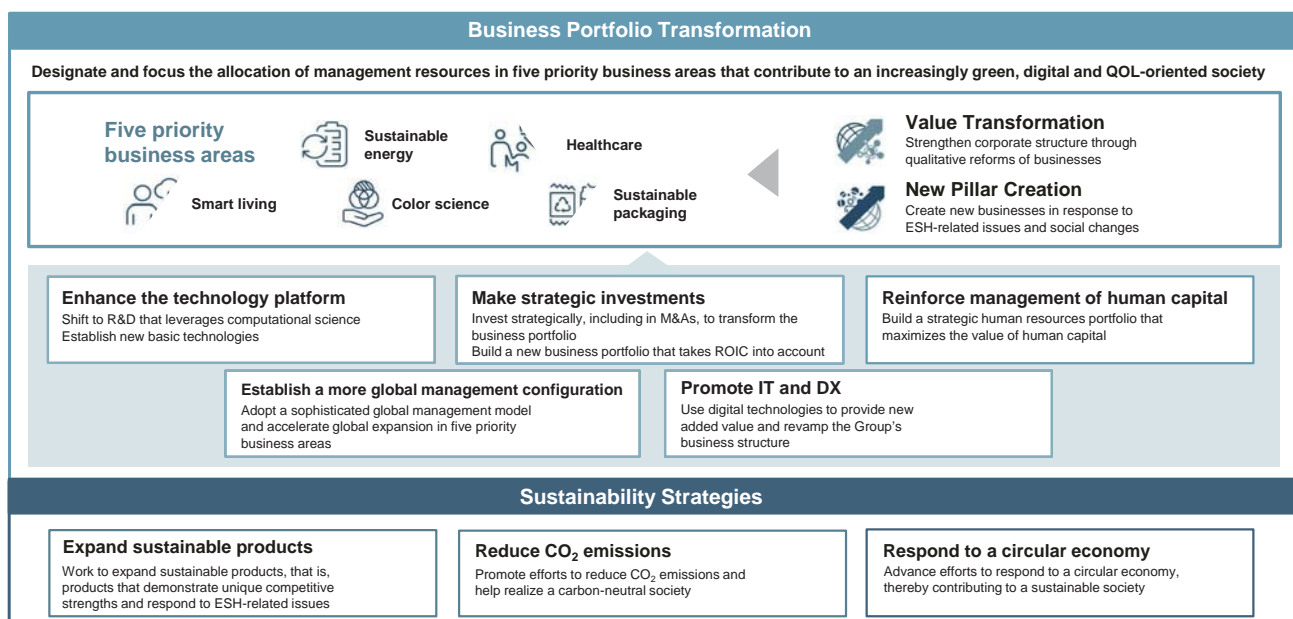 Business Portfolio Transformation
Designate and focus the allocation of management resources in five priority business areas that contribute to an increasingly green, digital and QOL-oriented society
Five priority
business areas
Sustainable
energy
Healthcare
Smart living
Color science
Sustainable
packaging
Value Transformation
Strengthen corporate structure through
qualitative reforms of businesses
New Pillar Creation
Create new businesses in response to
ESH-related issues and social changes
Enhance the technology platform
Shift to R&D that leverages computational science
Establish new basic technologies
Make strategic investments
Invest strategically, including in M&As, to transform the
business portfolio
Build a new business portfolio that takes ROIC into account
Reinforce management of human capital
Build a strategic human resources portfolio that
maximizes the value of human capital
Establish a more global management configuration
Adopt a sophisticated global management model
and accelerate global expansion in five priority
business areas
Promote IT and DX
Use digital technologies to provide new
added value and revamp the Group's
business structure
Sustainability Strategies
Expand sustainable products
Work to expand sustainable products, that is,
products that demonstrate unique competitive
strengths and respond to ESH-related issues
Reduce CO₂ emissions
Promote efforts to reduce CO₂ emissions and
help realize a carbon-neutral society
Respond to a circular economy
Advance efforts to respond to a circular economy,
thereby contributing to a sustainable society